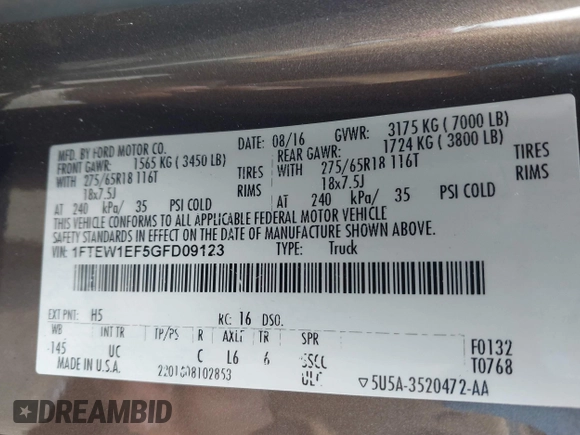 MFD. BY FORD MOTOR CO.
DATE: 08/16 GVWR: 3175 KG ( 7000 LB)
FRONT GAWR: 1565 KG ( 3450 LB) REAR GAWR: 1724 KG ( 3800 LB)
WITH 275/65R18 116T TIRES WITH 275/65R18 116T TIRES
18x7.5J RIMS 18x7.5J RIMS
AT 240 kPa/ 35 PSI COLD AT 240 kPa/ 35 PSI COLD
THIS VEHICLE CONFORMS TO ALL APPLICABLE FEDERAL MOTOR VEHICLE
SAFETY STANDARDS IN EFFECT ON THE DATE OF MANUFACTURE SHOWN ABOVE.
VIN: 1FTEW1EF5GFD09123 TYPE: Truck
EXT PNT: H5 RC: 16 DSO:
WB INT TR TP/PS R AXLE TR SPR F0132
145 UC C L6 6 T0768
MADE IN U.S.A. ▽5U5A-3520472-AA
DREAMBID